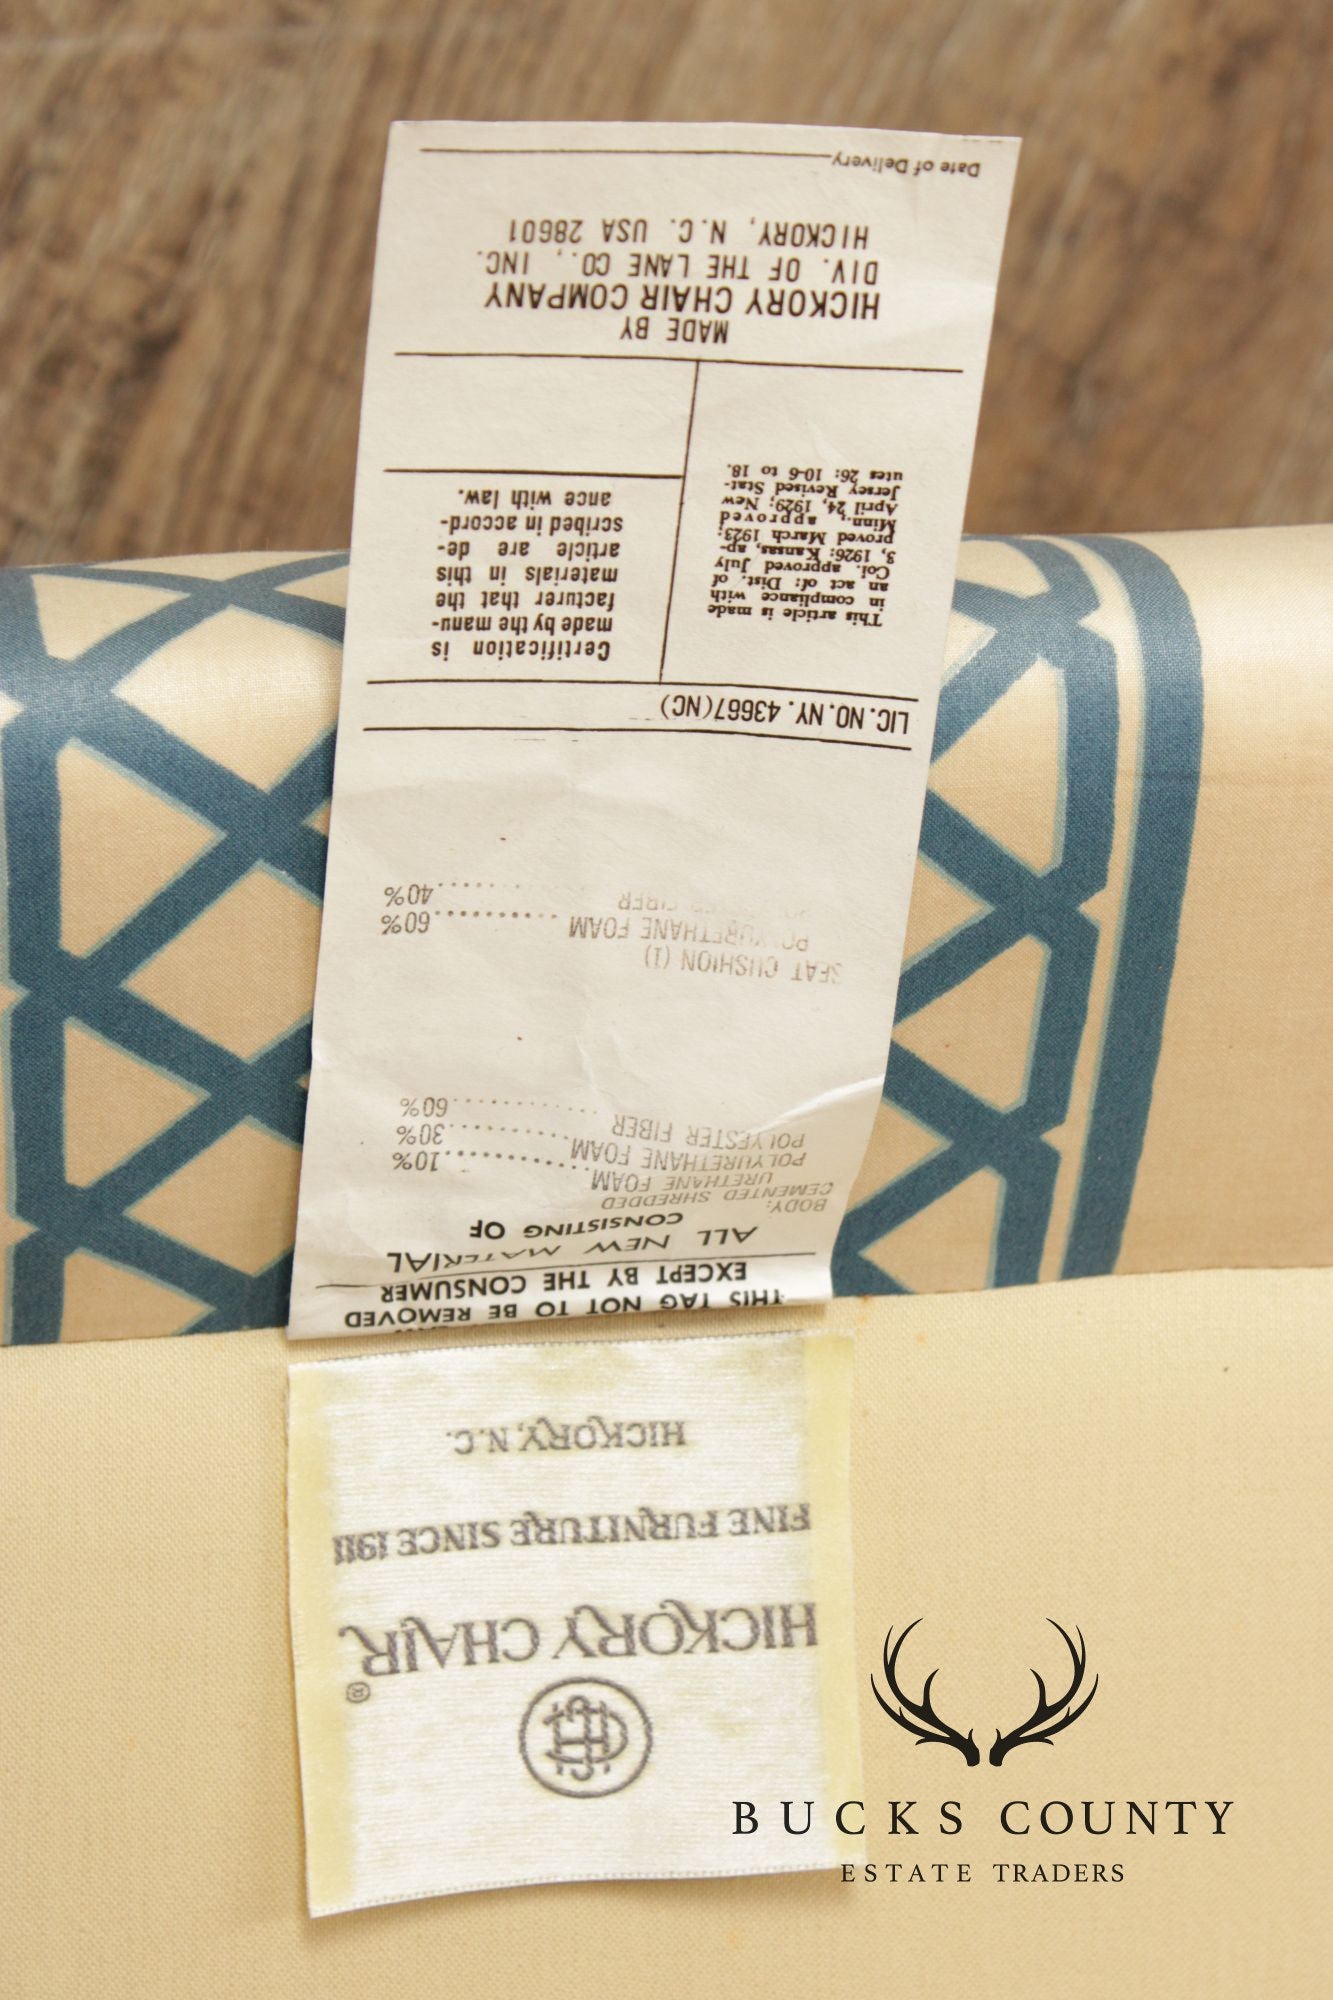 THIS TAG NOT TO BE REMOVED
EXCEPT BY THE CONSUMER
ALL NEW MATERIAL
CONSISTING OF
BODY:
CEMENTED SHREDDED
URETHANE FOAM 10%
POLYURETHANE FOAM 30%
POLYESTER FIBER 60%
SEAT CUSHION (1)
POLYURETHANE FOAM 60%
FIBER 40%
LIC.NO.NY.43667(NC)
This article is made
in compliance with
an act of: Dist. of
Col. approved July
3, 1926; Kansas, ap-
proved March 1923;
Minn., approved
April 24, 1929; New
Jersey Revised Stat-
utes 26: 10-6 to 18.
Certification is
made by the manu-
facturer that the
materials in this
article are de-
scribed in accord-
ance with law.
MADE BY
HICKORY CHAIR COMPANY
DIV. OF THE LANE CO., INC.
HICKORY, N.C. USA 28601
Date of Delivery
HICKORY CHAIR®
FINE FURNITURE SINCE 1911
HICKORY, N.C.
BUCKS COUNTY
ESTATE TRADERS